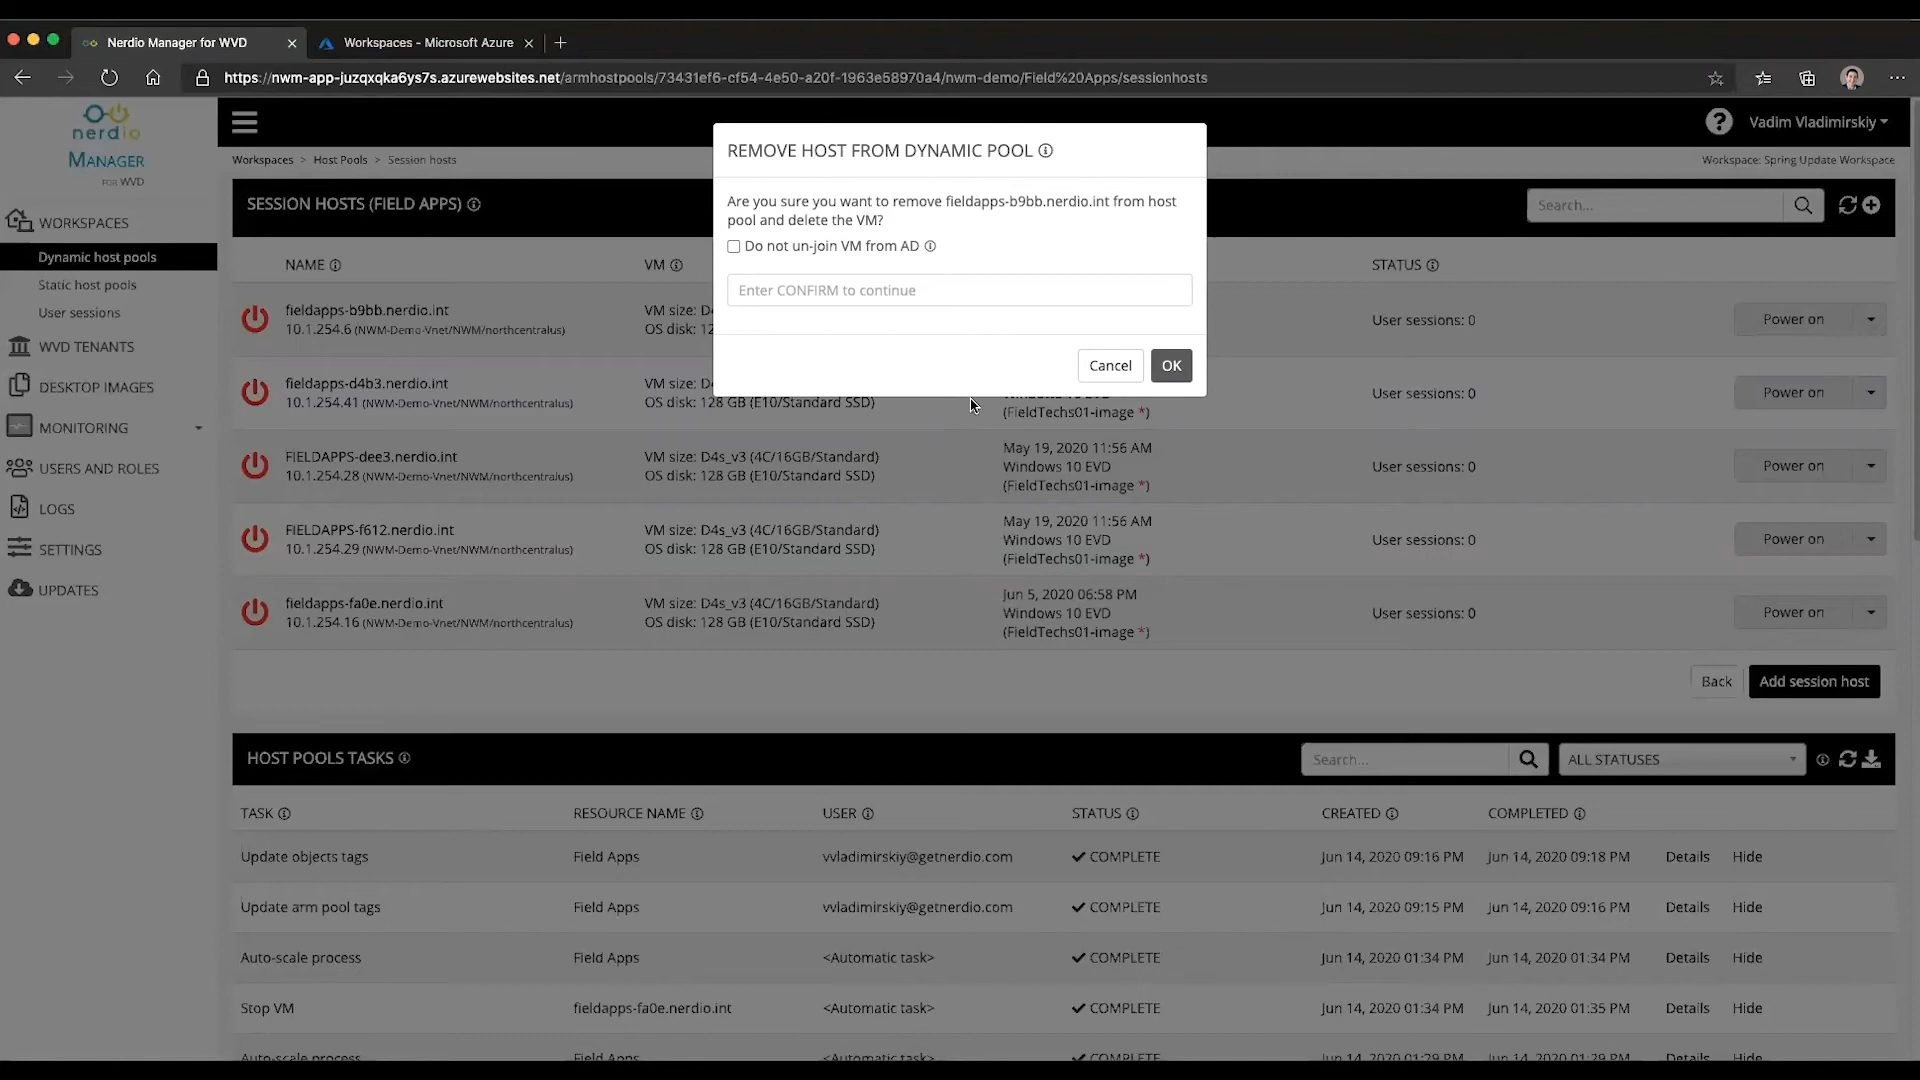 Nerdio Manager for WVD
Workspaces - Microsoft Azure
https://nwm-app-juzqxqka6ys7s.azurewebsites.net/armhostpools/73431ef6-cf54-4e50-a20f-1963e58970a4/nwm-demo/Field%20Apps/sessionhosts
nerdio
MANAGER
FOR WVD
Vadim Vladimirskiy
Workspaces > Host Pools > Session hosts
Workspace: Spring Update Workspace
WORKSPACES
Dynamic host pools
Static host pools
User sessions
WVD TENANTS
DESKTOP IMAGES
MONITORING
USERS AND ROLES
LOGS
SETTINGS
UPDATES
REMOVE HOST FROM DYNAMIC POOL
Are you sure you want to remove fieldapps-b9bb.nerdio.int from host
pool and delete the VM?
Do not un-join VM from AD
Enter CONFIRM to continue
Cancel
OK
SESSION HOSTS (FIELD APPS)
Search...
NAME
VM
STATUS
fieldapps-b9bb.nerdio.int
10.1.254.6 (NWM-Demo-Vnet/NWM/northcentralus)
VM size: D
OS disk: 12
User sessions: 0
Power on
fieldapps-d4b3.nerdio.int
10.1.254.41 (NWM-Demo-Vnet/NWM/northcentralus)
VM size: D
OS disk: 128 GB (E10/Standard SSD)
(FieldTechs01-image *)
User sessions: 0
Power on
FIELDAPPS-dee3.nerdio.int
10.1.254.28 (NWM-Demo-Vnet/NWM/northcentralus)
VM size: D4s_v3 (4C/16GB/Standard)
OS disk: 128 GB (E10/Standard SSD)
May 19, 2020 11:56 AM
Windows 10 EVD
(FieldTechs01-image *)
User sessions: 0
Power on
FIELDAPPS-f612.nerdio.int
10.1.254.29 (NWM-Demo-Vnet/NWM/northcentralus)
VM size: D4s_v3 (4C/16GB/Standard)
OS disk: 128 GB (E10/Standard SSD)
May 19, 2020 11:56 AM
Windows 10 EVD
(FieldTechs01-image *)
User sessions: 0
Power on
fieldapps-fa0e.nerdio.int
10.1.254.16 (NWM-Demo-Vnet/NWM/northcentralus)
VM size: D4s_v3 (4C/16GB/Standard)
OS disk: 128 GB (E10/Standard SSD)
Jun 5, 2020 06:58 PM
Windows 10 EVD
(FieldTechs01-image *)
User sessions: 0
Power on
Back
Add session host
HOST POOLS TASKS
Search...
ALL STATUSES
TASK RESOURCE NAME USER STATUS CREATED COMPLETED
Update objects tags Field Apps vvladimirskiy@getnerdio.com COMPLETE Jun 14, 2020 09:16 PM Jun 14, 2020 09:18 PM Details Hide
Update arm pool tags Field Apps vvladimirskiy@getnerdio.com COMPLETE Jun 14, 2020 09:15 PM Jun 14, 2020 09:16 PM Details Hide
Auto-scale process Field Apps <Automatic task> COMPLETE Jun 14, 2020 01:34 PM Jun 14, 2020 01:34 PM Details Hide
Stop VM fieldapps-fa0e.nerdio.int <Automatic task> COMPLETE Jun 14, 2020 01:34 PM Jun 14, 2020 01:35 PM Details Hide
Auto-scale process Field Apps <Automatic task> COMPLETE Jun 14, 2020 01:29 PM Jun 14, 2020 01:29 PM Details Hide